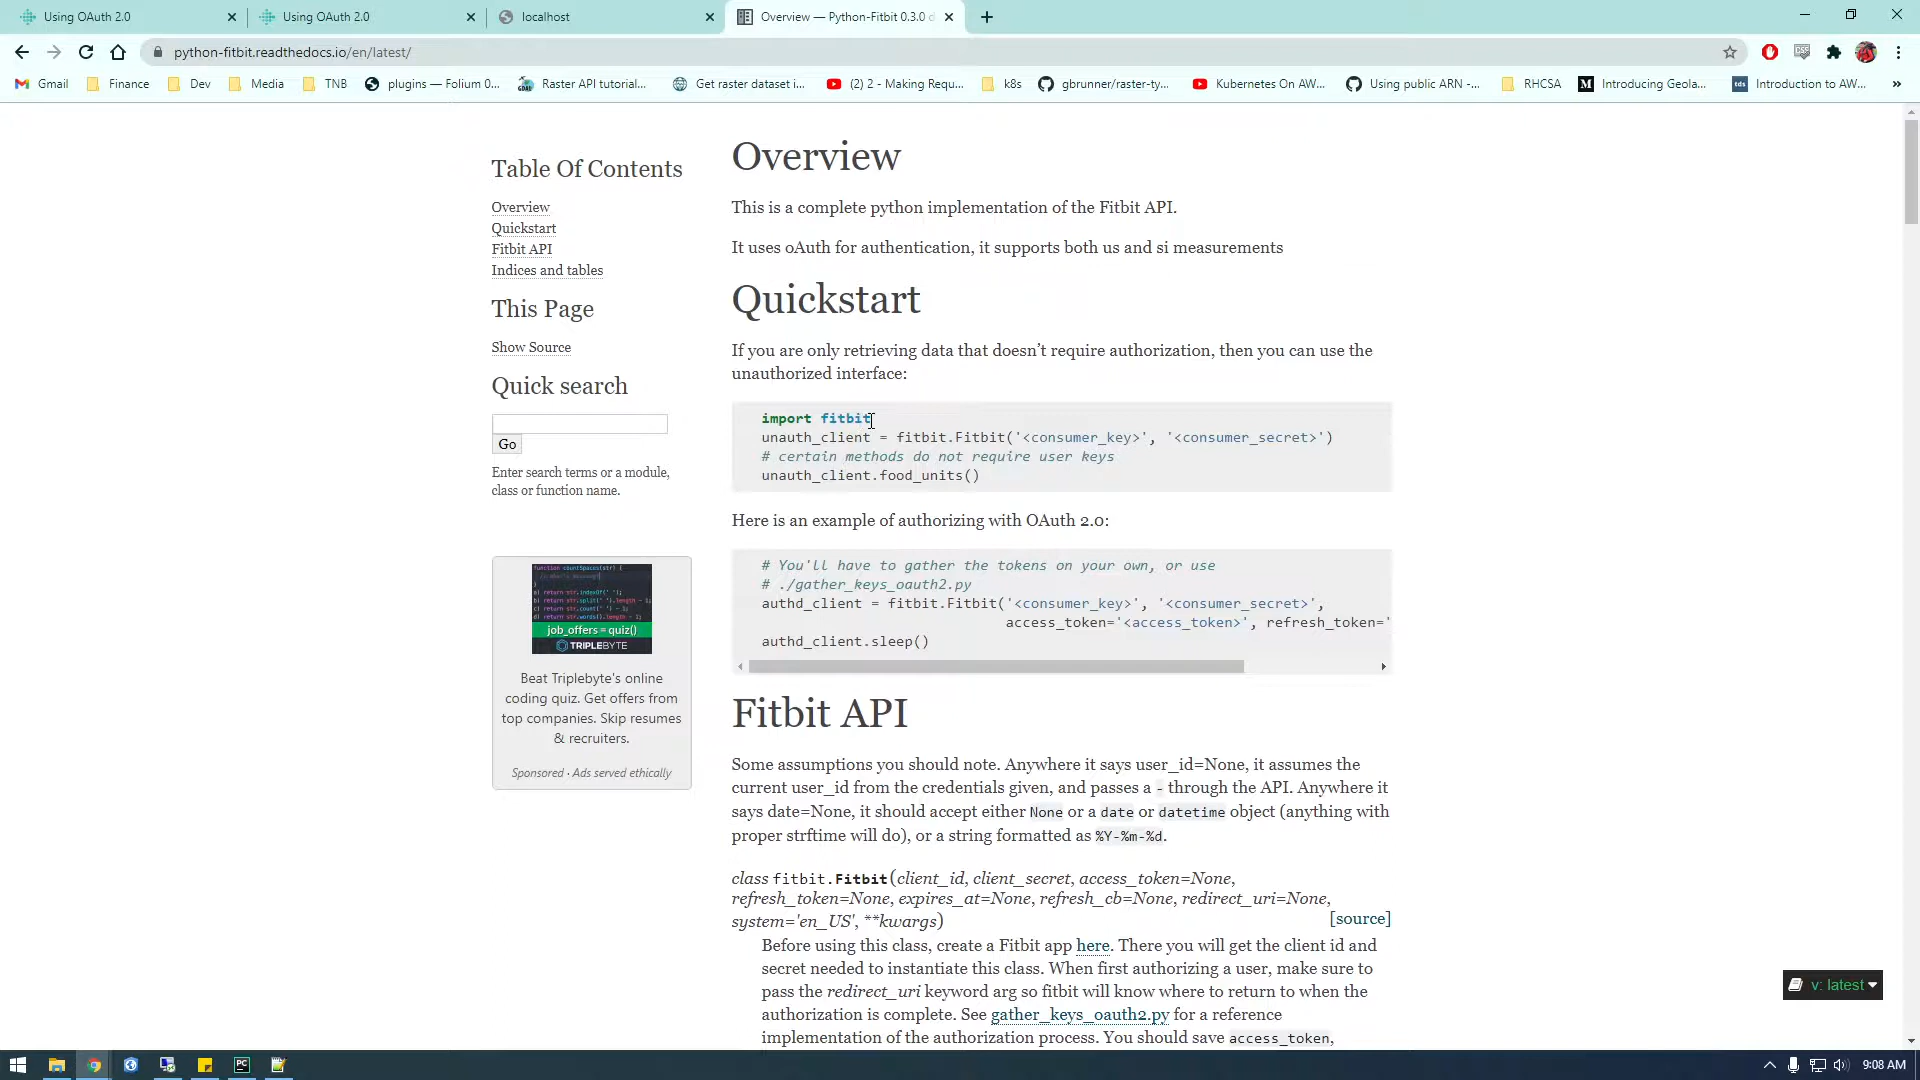 Using OAuth 2.0
Using OAuth 2.0
localhost
Overview — Python-Fitbit 0.3.0 d
python-fitbit.readthedocs.io/en/latest/
Gmail
Finance
Dev
Media
TNB
plugins — Folium 0...
Raster API tutorial...
Get raster dataset i...
(2) 2 - Making Requ...
k8s
gbrunner/raster-ty...
Kubernetes On AW...
Using public ARN -...
RHCSA
Introducing Geola...
Introduction to AW...
Table Of Contents
Overview
Quickstart
Fitbit API
Indices and tables
This Page
Show Source
Quick search
Go
Enter search terms or a module,
class or function name.
job_offers = quiz()
TRIPLEBYTE
Beat Triplebyte's online
coding quiz. Get offers from
top companies. Skip resumes
& recruiters.
Sponsored · Ads served ethically
Overview
This is a complete python implementation of the Fitbit API.
It uses oAuth for authentication, it supports both us and si measurements
Quickstart
If you are only retrieving data that doesn’t require authorization, then you can use the
unauthorized interface:
import fitbit
unauth_client = fitbit.Fitbit('<consumer_key>', '<consumer_secret>')
# certain methods do not require user keys
unauth_client.food_units()
Here is an example of authorizing with OAuth 2.0:
# You'll have to gather the tokens on your own, or use
# ./gather_keys_oauth2.py
authd_client = fitbit.Fitbit('<consumer_key>', '<consumer_secret>',
access_token='<access_token>', refresh_token='
authd_client.sleep()
Fitbit API
Some assumptions you should note. Anywhere it says user_id=None, it assumes the
current user_id from the credentials given, and passes a - through the API. Anywhere it
says date=None, it should accept either None or a date or datetime object (anything with
proper strftime will do), or a string formatted as %Y-%m-%d.
class fitbit.Fitbit(client_id, client_secret, access_token=None,
refresh_token=None, expires_at=None, refresh_cb=None, redirect_uri=None,
system='en_US', **kwargs)
[source]
Before using this class, create a Fitbit app here. There you will get the client id and
secret needed to instantiate this class. When first authorizing a user, make sure to
pass the redirect_uri keyword arg so fitbit will know where to return to when the
authorization is complete. See gather_keys_oauth2.py for a reference
implementation of the authorization process. You should save access_token,
v: latest
9:08 AM